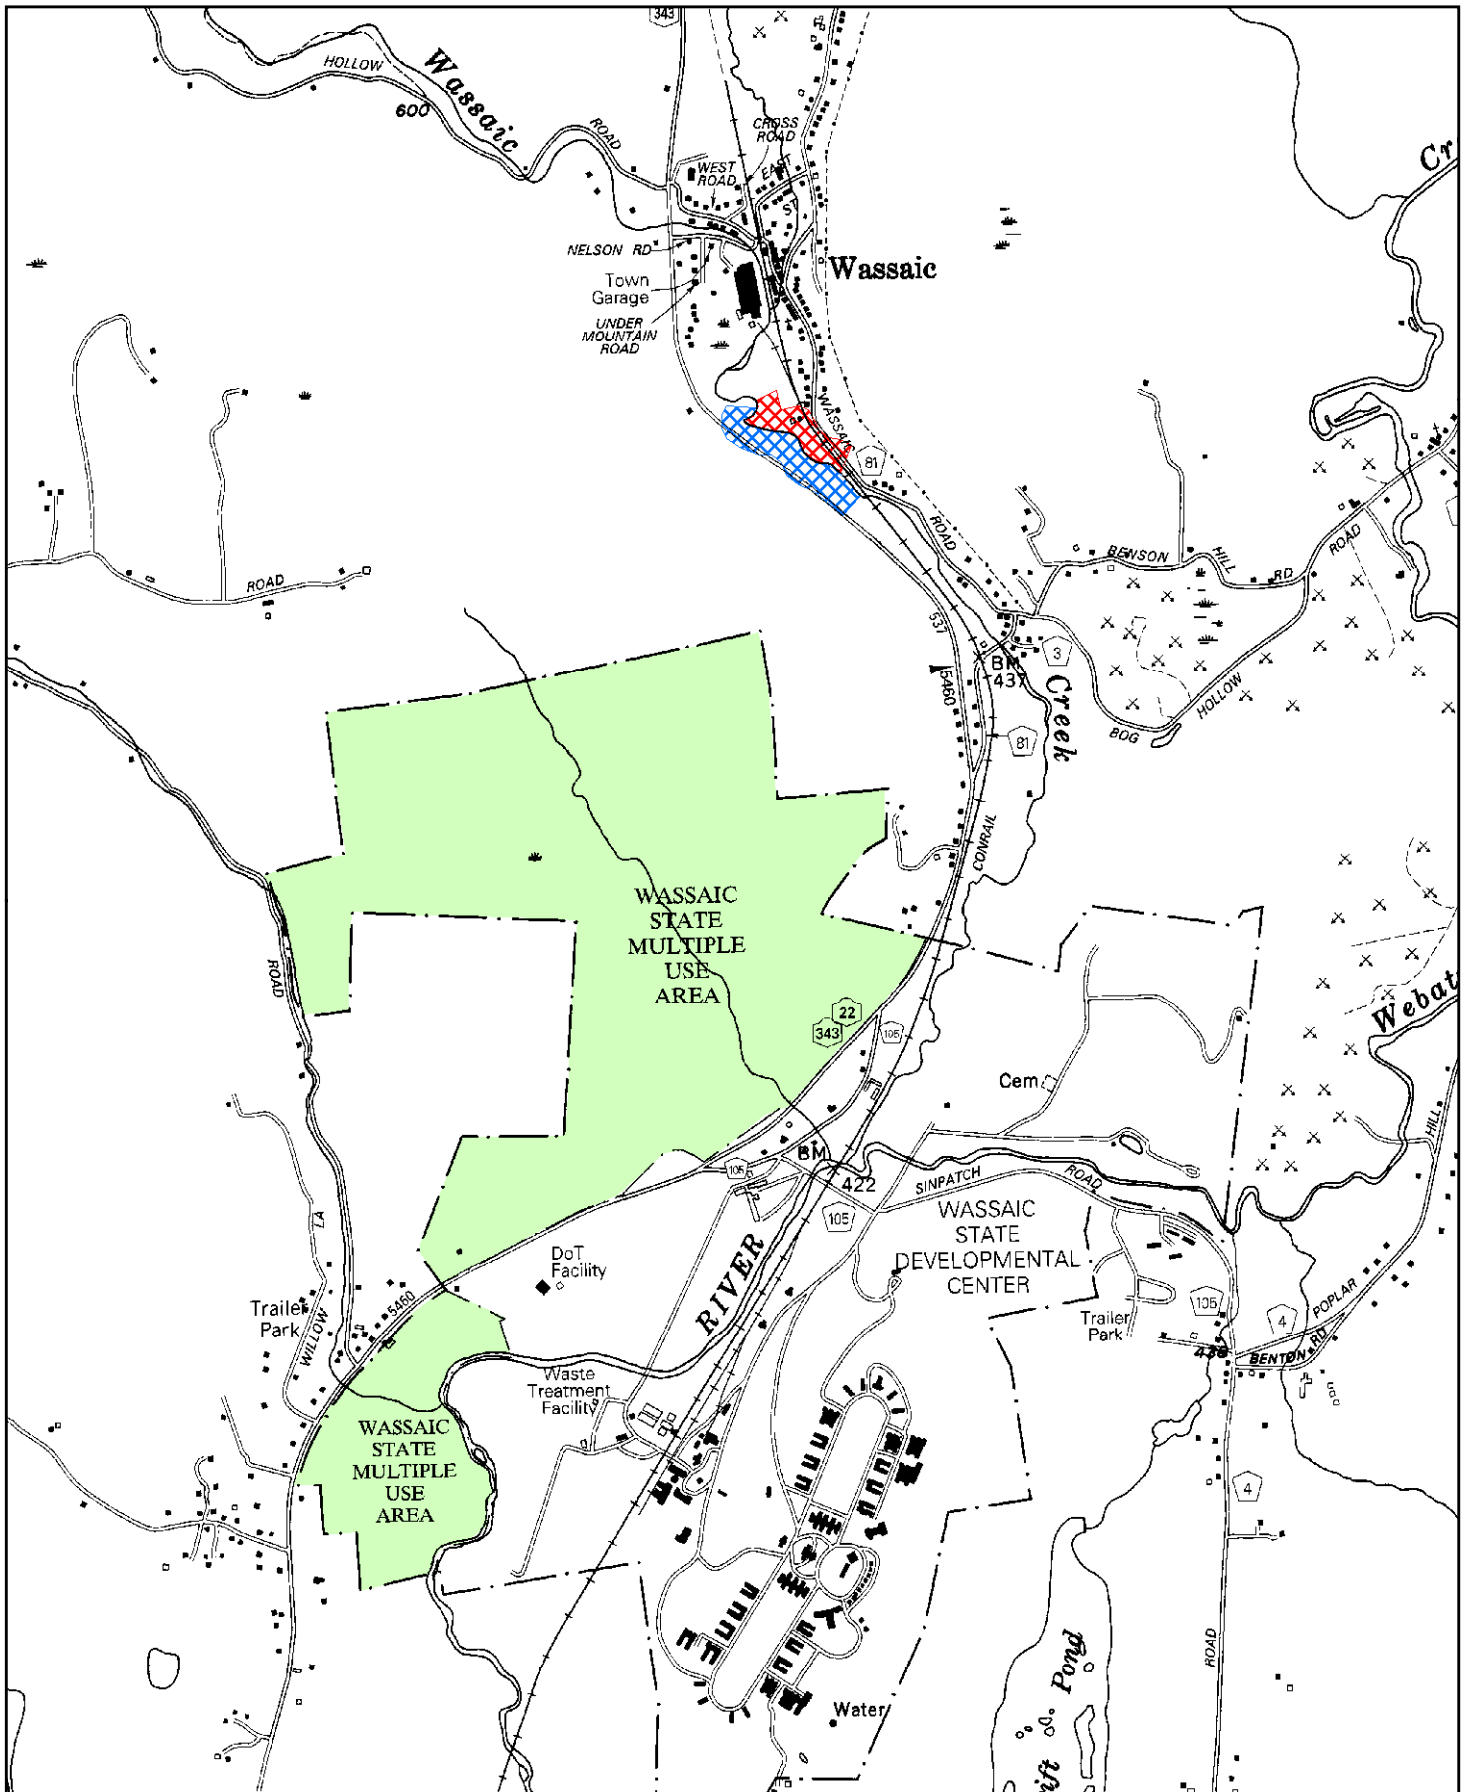 343
HOLLOW
Wassaic
600
ROAD
CROSS
ROAD
WEST
ROAD
EAST
ST
NELSON RD
Wassaic
Town
Garage
UNDER
MOUNTAIN
ROAD
Cr
WASSAIC
81
ROAD
BENSON
HILL
RD
ROAD
ROAD
537
3
BM
437
5460
Creek
HOLLOW
BOG
81
CONRAIL
WASSAIC
STATE
MULTIPLE
USE
AREA
ROAD
22
343
105
Webat
Cem
HILL
BM
105
422
SINPATCH
ROAD
105
WASSAIC
STATE
DEVELOPMENTAL
CENTER
LA
RIVER
DoT
Facility
5460
Trailer
Park
WILLOW
105
POPLAR
4
Trailer
Park
RD
BENTON
438
Waste
Treatment
Facility
WASSAIC
STATE
MULTIPLE
USE
AREA
4
ROAD
Pond
Water
ift